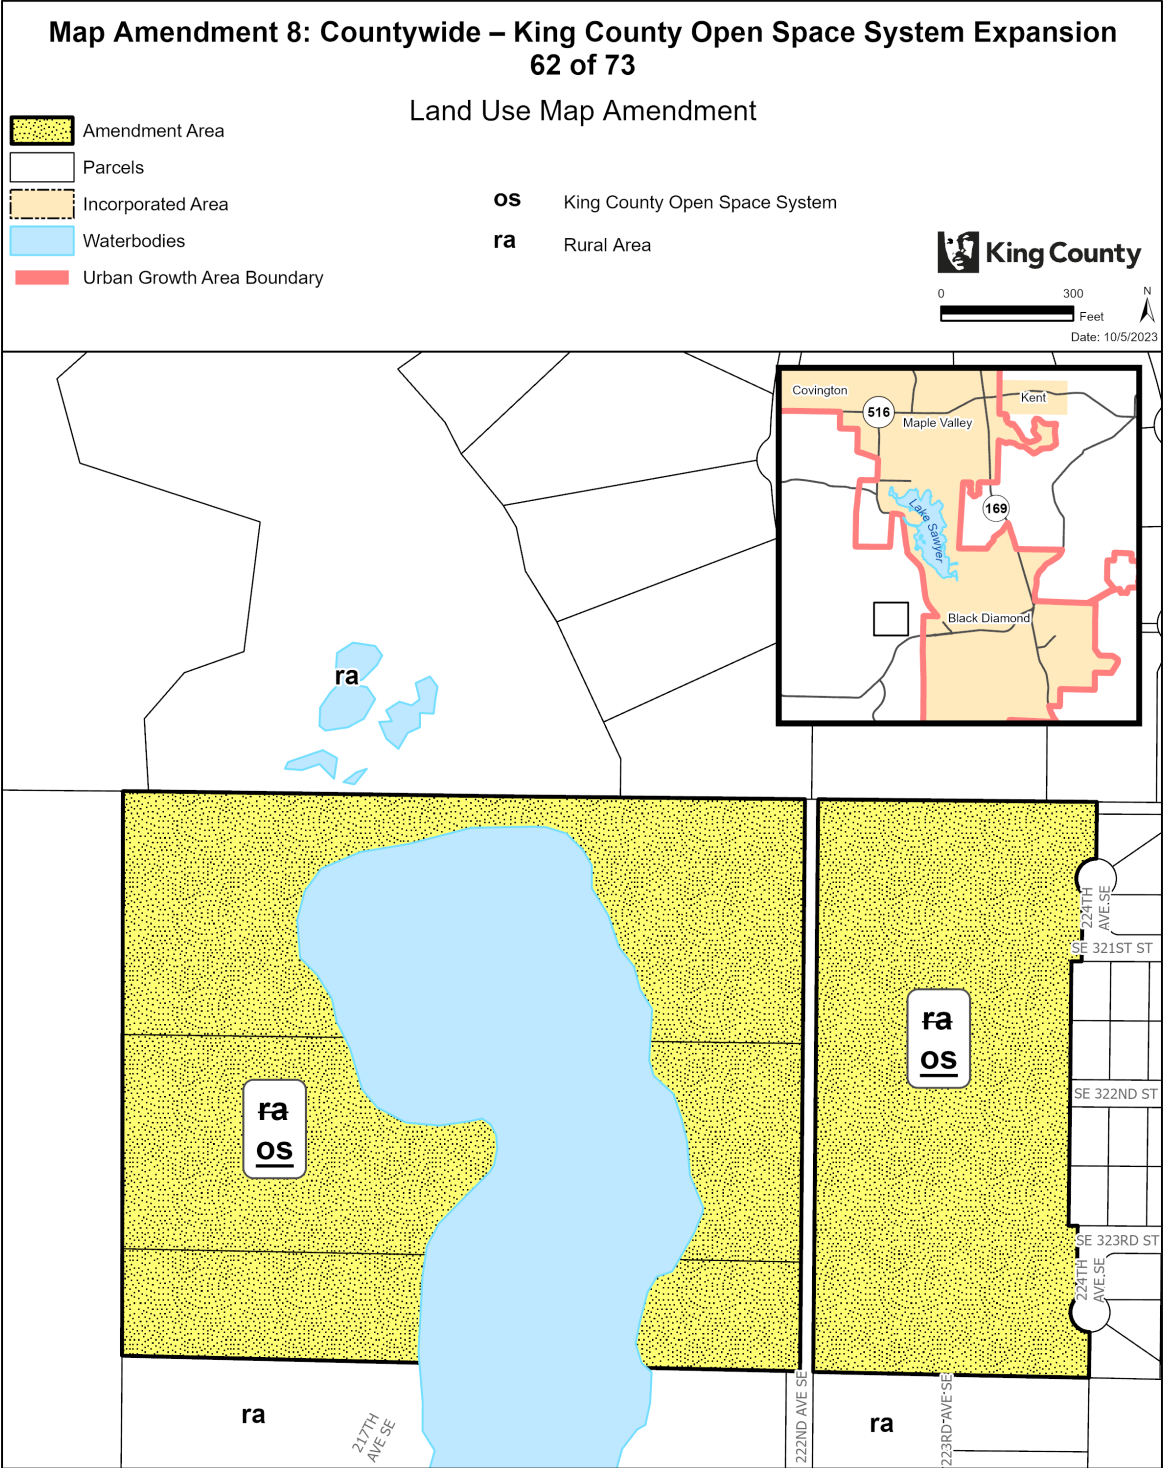 Map Amendment 8: Countywide – King County Open Space System Expansion
62 of 73
Land Use Map Amendment
Amendment Area
Parcels
Incorporated Area
Waterbodies
Urban Growth Area Boundary
os King County Open Space System
ra Rural Area
King County
0 300
Feet
N
Date: 10/5/2023
Covington
516
Maple Valley
Kent
169
Lake Sawyer
Black Diamond
ra
224TH
AVE SE
SE 321ST ST
ra
os
SE 322ND ST
ra
os
SE 323RD ST
224TH
AVE SE
ra
217TH
AVE SE
222ND AVE SE
ra
223RD AVE SE